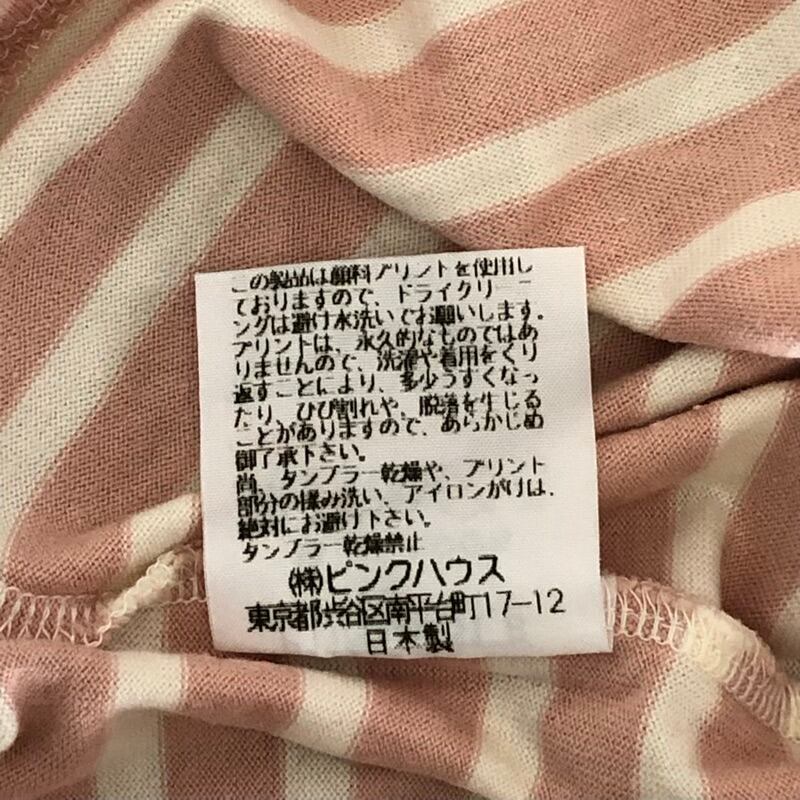 この製品は顔料プリントを使用し
ておりますので、ドライクリーニ
ングは避け水洗いでお願いします。
プリントは、永久的なものではあ
りませんので、洗濯や着用をくり
返すことにより、多少うすくなっ
たり、ひび割れや、脱落を生じる
ことがありますので、あらかじめ
御了承下さい。
尚、タンブラー乾燥や、プリント
部分の揉み洗い、アイロンがけは、
絶対にお避け下さい。
タンブラー乾燥禁止
㈱ピンクハウス
東京都渋谷区南平台町17-12
日本製